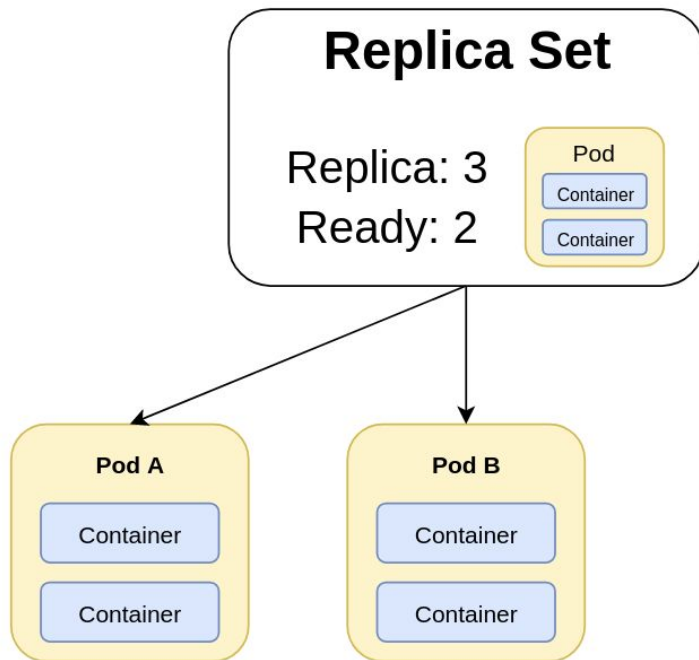 Replica Set
Replica: 3
Ready: 2
Pod
Container
Container
Pod A
Container
Container
Pod B
Container
Container